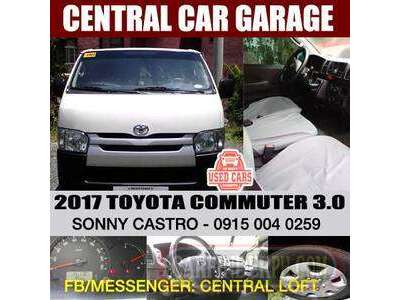 CENTRAL CAR GARAGE
USED CARS
2017 TOYOTA COMMUTER 3.0
SONNY CASTRO - 0915 004 0259
FB/MESSENGER: CENTRAL LOFT